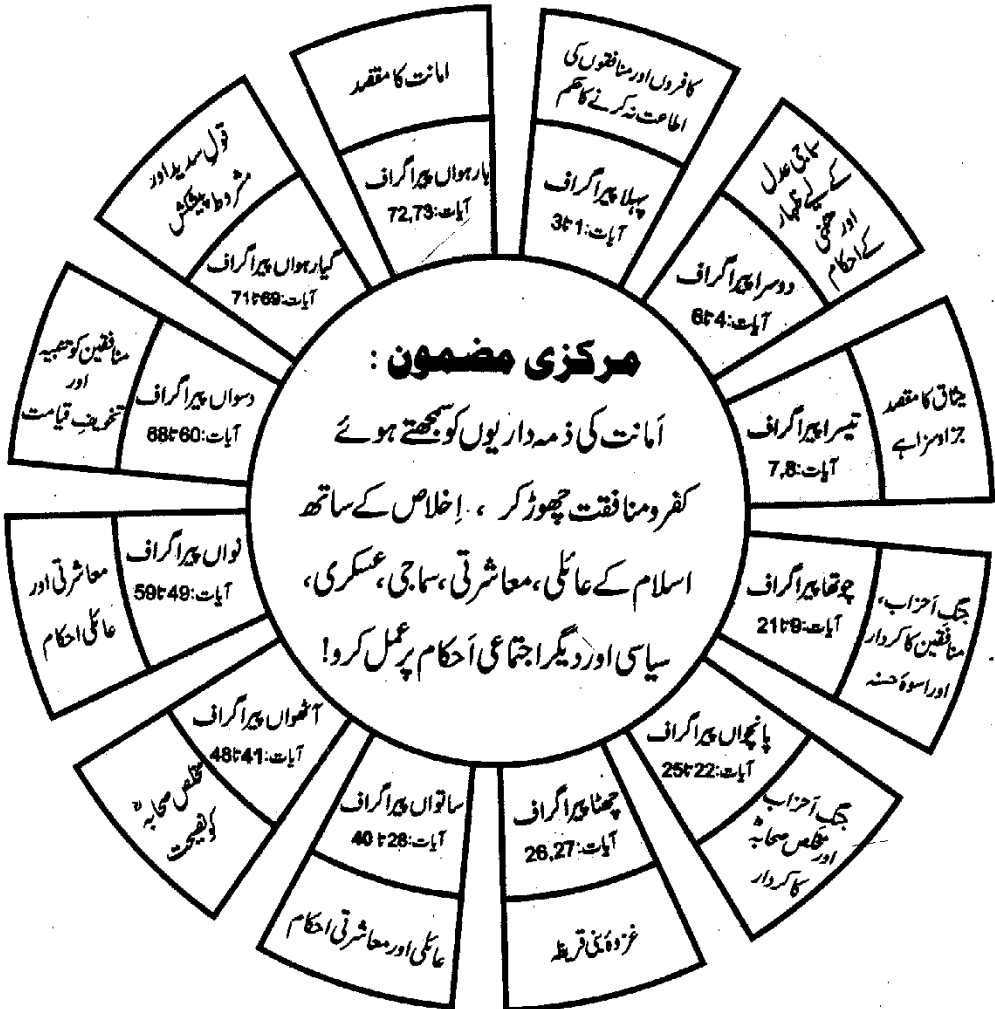 مرکزی مضمون :
اَمانت کی ذمہ داریوں کو سمجھتے ہوئے
کفر و منافقت چھوڑ کر ، اِخلاص کے ساتھ
اسلام کے عائلی، معاشرتی، سماجی، عسکری،
سیاسی اور دیگر اجتماعی اَحکام پر عمل کرو!
کافروں اور منافقوں کی
اطاعت نہ کرنے کا حکم
پہلا پیراگراف
آیات:1تا3
سماجی عدل
کے لیے ظہار
اور متبنّٰی
کے احکام
دوسرا پیراگراف
آیات:4تا6
میثاق کا مقصد
جزا و سزا ہے
تیسرا پیراگراف
آیات:7,8
جنگِ اَحزاب،
منافقین کا کردار
اور اسوۂ حسنہ
چوتھا پیراگراف
آیات:9تا21
جنگِ اَحزاب
اور مخلص صحابہؓ
کا کردار
پانچواں پیراگراف
آیات:22تا25
چھٹا پیراگراف
آیات:26,27
غزوۂ بنی قریظہ
ساتواں پیراگراف
آیات:28تا40
عائلی اور معاشرتی احکام
آٹھواں پیراگراف
آیات:41تا48
مخلص صحابہؓ
کو نصیحت
نواں پیراگراف
آیات:49تا59
معاشرتی اور
عائلی احکام
دسواں پیراگراف
آیات:60تا68
منافقین کو تنبیہ
اور
تخویفِ قیامت
گیارہواں پیراگراف
آیات:69تا71
قولِ سدید اور
مشروط پیشکش
امانت کا مقصد
بارہواں پیراگراف
آیات:72,73